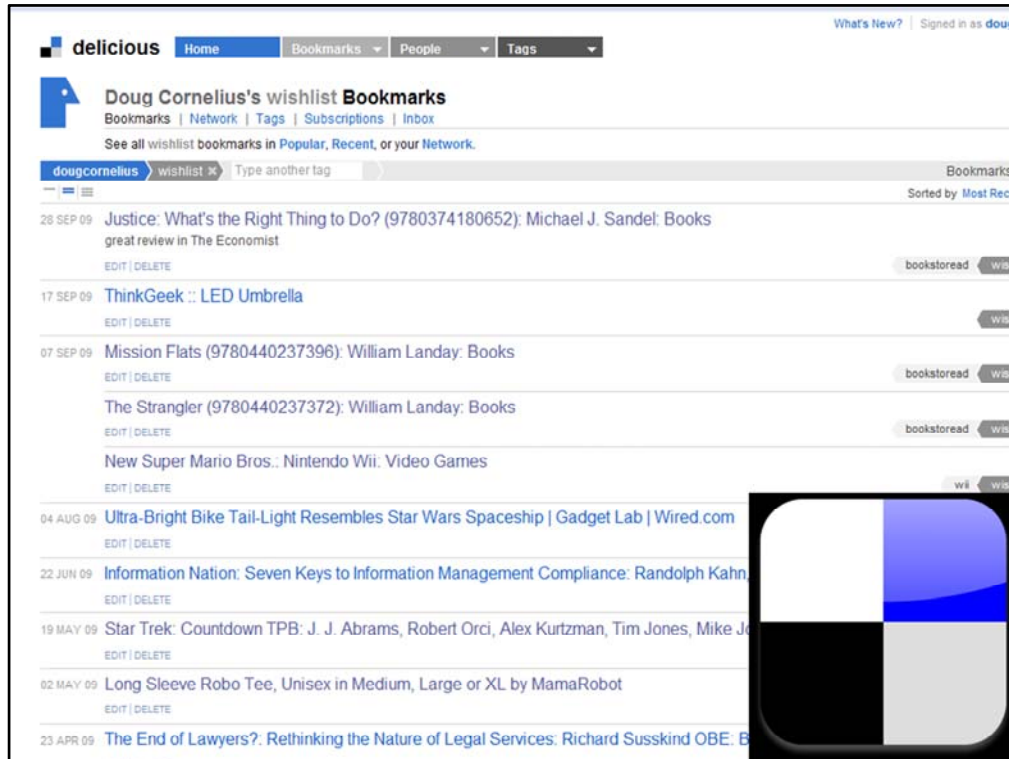 What's New? Signed in as doug
delicious Home Bookmarks People Tags
Doug Cornelius's wishlist Bookmarks
Bookmarks | Network | Tags | Subscriptions | Inbox
See all wishlist bookmarks in Popular, Recent, or your Network.
dougcornelius wishlist Type another tag Bookmarks
Sorted by Most Rec
28 SEP 09 Justice: What's the Right Thing to Do? (9780374180652): Michael J. Sandel: Books
great review in The Economist
EDIT | DELETE bookstoread wis
17 SEP 09 ThinkGeek :: LED Umbrella
EDIT | DELETE wis
07 SEP 09 Mission Flats (9780440237396): William Landay: Books
EDIT | DELETE bookstoread wis
The Strangler (9780440237372): William Landay: Books
EDIT | DELETE bookstoread wis
New Super Mario Bros.: Nintendo Wii: Video Games
EDIT | DELETE wii wis
04 AUG 09 Ultra-Bright Bike Tail-Light Resembles Star Wars Spaceship | Gadget Lab | Wired.com
EDIT | DELETE
22 JUN 09 Information Nation: Seven Keys to Information Management Compliance: Randolph Kahn,
EDIT | DELETE
19 MAY 09 Star Trek: Countdown TPB: J. J. Abrams, Robert Orci, Alex Kurtzman, Tim Jones, Mike Jo
EDIT | DELETE
02 MAY 09 Long Sleeve Robo Tee, Unisex in Medium, Large or XL by MamaRobot
EDIT | DELETE
23 APR 09 The End of Lawyers?: Rethinking the Nature of Legal Services: Richard Susskind OBE: B